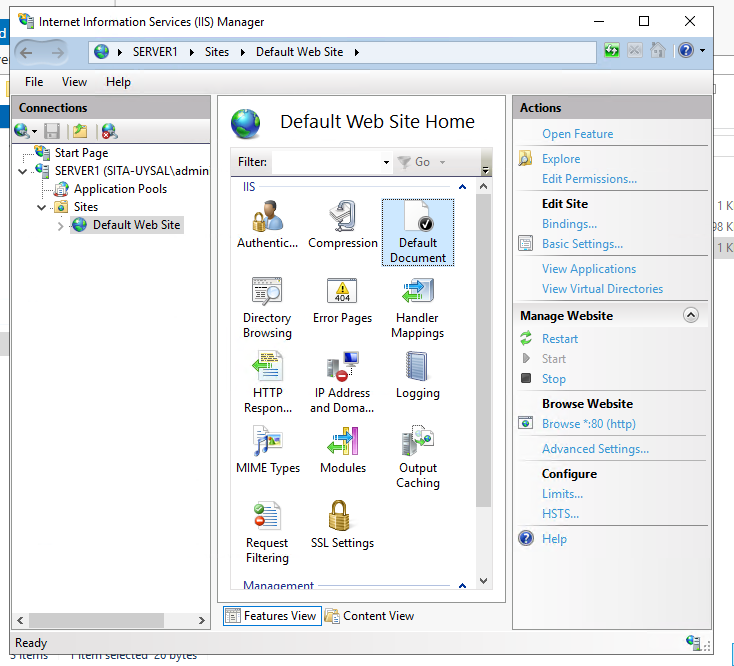 Internet Information Services (IIS) Manager
SERVER1 Sites Default Web Site
File View Help
Connections
Start Page
SERVER1 (SITA-UYSAL\admin
Application Pools
Sites
Default Web Site
Default Web Site Home
Filter: Go
IIS
Authentic... Compression Default Document
Directory Browsing Error Pages Handler Mappings
HTTP Respon... IP Address and Doma... Logging
MIME Types Modules Output Caching
Request Filtering SSL Settings
Management
Features View Content View
Actions
Open Feature
Explore
Edit Permissions...
Edit Site
Bindings...
Basic Settings...
View Applications
View Virtual Directories
Manage Website
Restart
Start
Stop
Browse Website
Browse *:80 (http)
Advanced Settings...
Configure
Limits...
HSTS...
Help
Ready
1 K
98 K
1 K
5 items 1 item selected 20 bytes